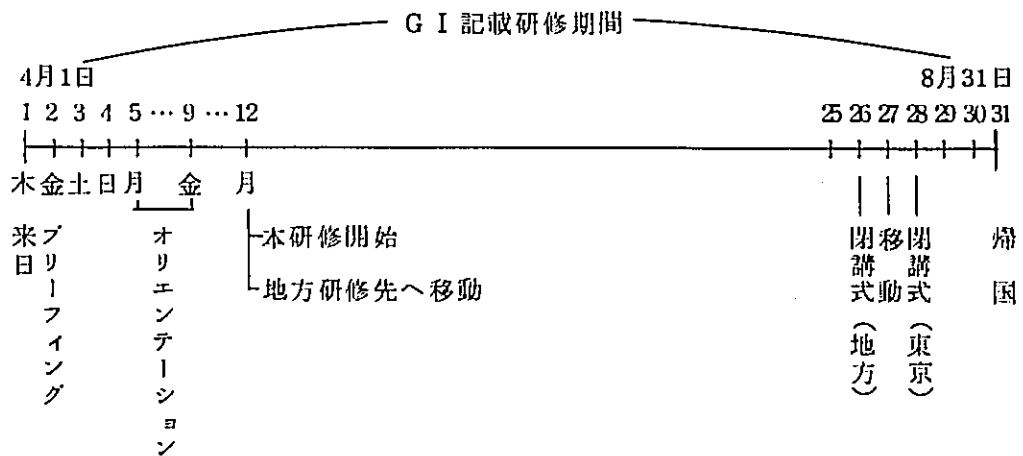 GI記載研修期間
4月1日
8月31日
1 2 3 4 5 … 9 … 12
25 26 27 28 29 30 31
木 金 土 日 月 金 月
来日
ブリーフィング
オリエンテーション
本研修開始
地方研修先へ移動
閉講式(地方)
移動
閉講式(東京)
帰国